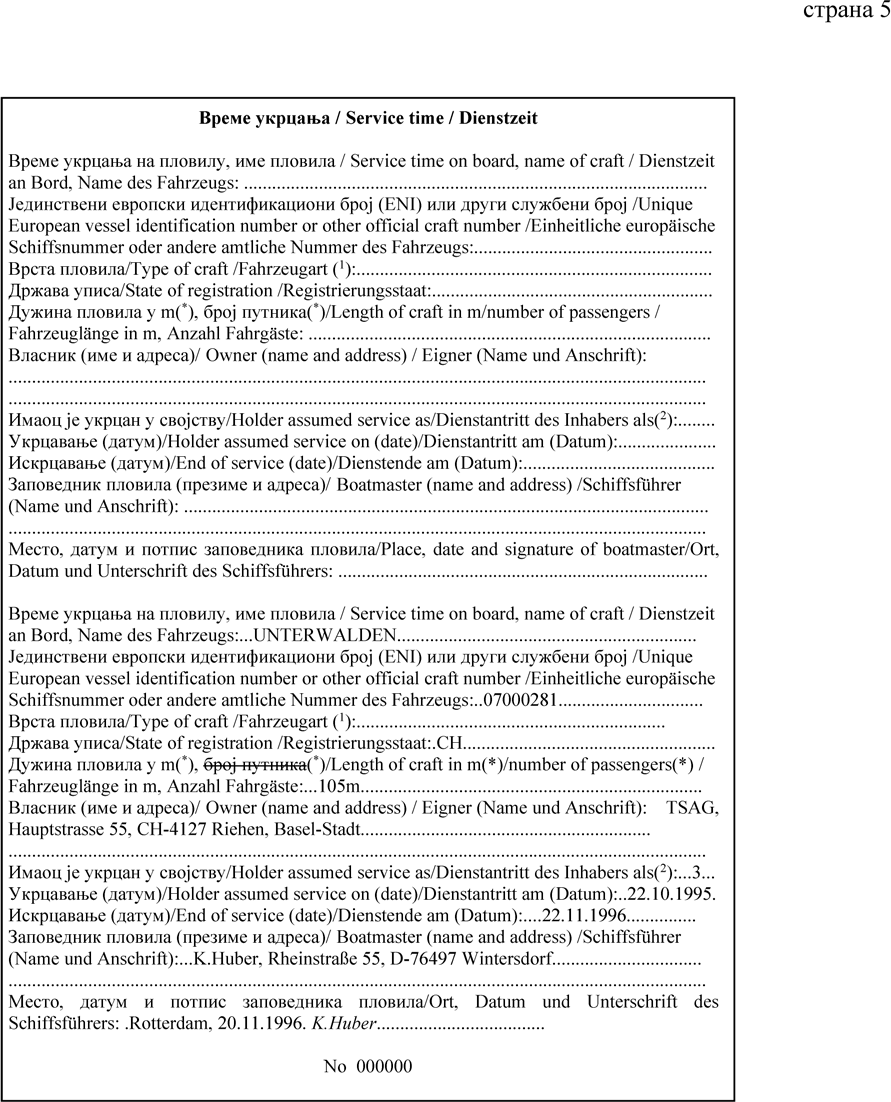 страна 5
Време укрцања / Service time / Dienstzeit
Време укрцања на пловилу, име пловила / Service time on board, name of craft / Dienstzeit
an Bord, Name des Fahrzeugs: ...................................................................................................
Јединствени европски идентификациони број (ENI) или други службени број /Unique
European vessel identification number or other official craft number /Einheitliche europäische
Schiffsnummer oder andere amtliche Nummer des Fahrzeugs:...................................................
Врста пловила/Type of craft /Fahrzeugart (¹):............................................................................
Држава уписа/State of registration /Registrierungsstaat:............................................................
Дужина пловила у m(*), број путника(*)/Length of craft in m/number of passengers /
Fahrzeuglänge in m, Anzahl Fahrgäste: ......................................................................................
Власник (име и адреса)/ Owner (name and address) / Eigner (Name und Anschrift):
.....................................................................................................................................................
.....................................................................................................................................................
Ималоц је укрцан у својству/Holder assumed service as/Dienstantritt des Inhabers als(²):........
Укрцавање (датум)/Holder assumed service on (date)/Dienstantritt am (Datum):.....................
Искрцавање (датум)/End of service (date)/Dienstende am (Datum):.........................................
Заповедник пловила (презиме и адреса)/ Boatmaster (name and address) /Schiffsführer
(Name und Anschrift): ................................................................................................................
.....................................................................................................................................................
Место, датум и потпис заповедника пловила/Place, date and signature of boatmaster/Ort,
Datum und Unterschrift des Schiffsführers: ...............................................................................
Време укрцања на пловилу, име пловила / Service time on board, name of craft / Dienstzeit
an Bord, Name des Fahrzeugs:...UNTERWALDEN................................................................
Јединствени европски идентификациони број (ENI) или други службени број /Unique
European vessel identification number or other official craft number /Einheitliche europäische
Schiffsnummer oder andere amtliche Nummer des Fahrzeugs:..07000281...............................
Врста пловила/Type of craft /Fahrzeugart (¹):..................................................................
Држава уписа/State of registration /Registrierungsstaat:.CH......................................................
Дужина пловила у m(*), број путника(*)/Length of craft in m(*)/number of passengers(*) /
Fahrzeuglänge in m, Anzahl Fahrgäste:...105m.........................................................................
Власник (име и адреса)/ Owner (name and address) / Eigner (Name und Anschrift): TSAG,
Hauptstrasse 55, CH-4127 Riehen, Basel-Stadt..............................................................
.....................................................................................................................................................
Имаоц је укрцан у својству/Holder assumed service as/Dienstantritt des Inhabers als(²):...3...
Укрцавање (датум)/Holder assumed service on (date)/Dienstantritt am (Datum):..22.10.1995.
Искрцавање (датум)/End of service (date)/Dienstende am (Datum):....22.11.1996...............
Заповедник пловила (презиме и адреса)/ Boatmaster (name and address) /Schiffsführer
(Name und Anschrift):...K.Huber, Rheinstraße 55, D-76497 Wintersdorf................................
.....................................................................................................................................................
Место, датум и потпис заповедника пловила/Ort, Datum und Unterschrift des
Schiffsführers: .Rotterdam, 20.11.1996. K.Huber....................................
No 000000